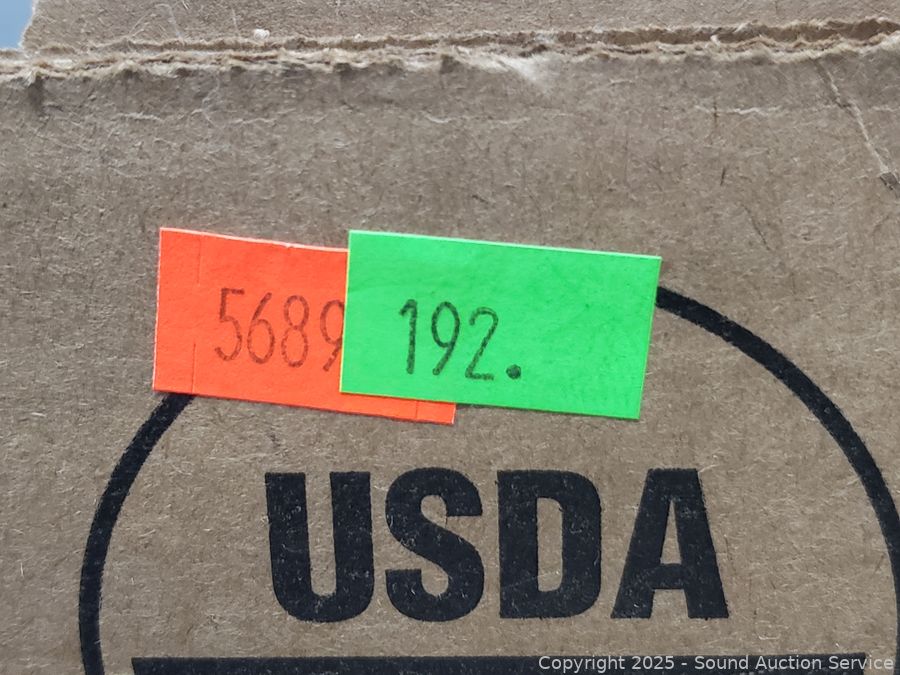 5689
192.
USDA
Copyright 2025 - Sound Auction Service